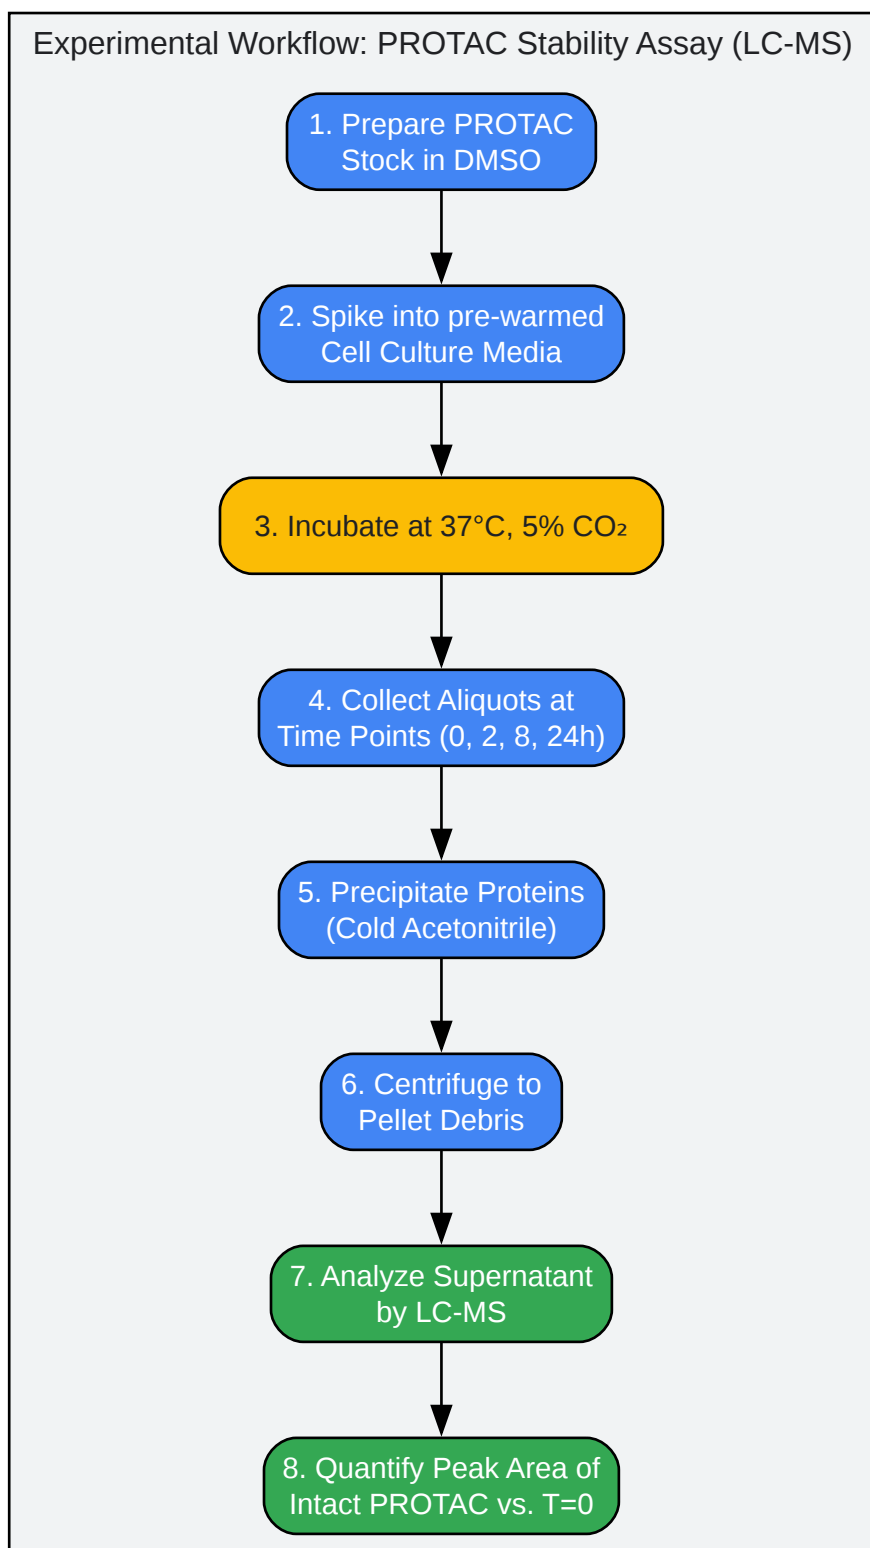 Experimental Workflow: PROTAC Stability Assay (LC-MS)
1. Prepare PROTAC
Stock in DMSO
2. Spike into pre-warmed
Cell Culture Media
3. Incubate at 37°C, 5% CO₂
4. Collect Aliquots at
Time Points (0, 2, 8, 24h)
5. Precipitate Proteins
(Cold Acetonitrile)
6. Centrifuge to
Pellet Debris
7. Analyze Supernatant
by LC-MS
8. Quantify Peak Area of
Intact PROTAC vs. T=0